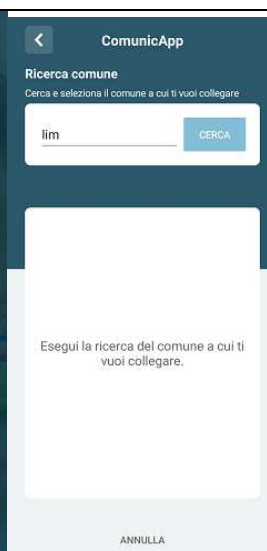 ComunicApp
Ricerca comune
Cerca e seleziona il comune a cui ti vuoi collegare
lim
CERCA
Esegui la ricerca del comune a cui ti
vuoi collegare.
ANNULLA